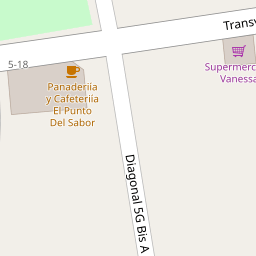 Transv
5-18
Supermerc
Vanessa
Panaderiia
y Cafeteriia
El Punto
Del Sabor
Diagonal 5G Bis A